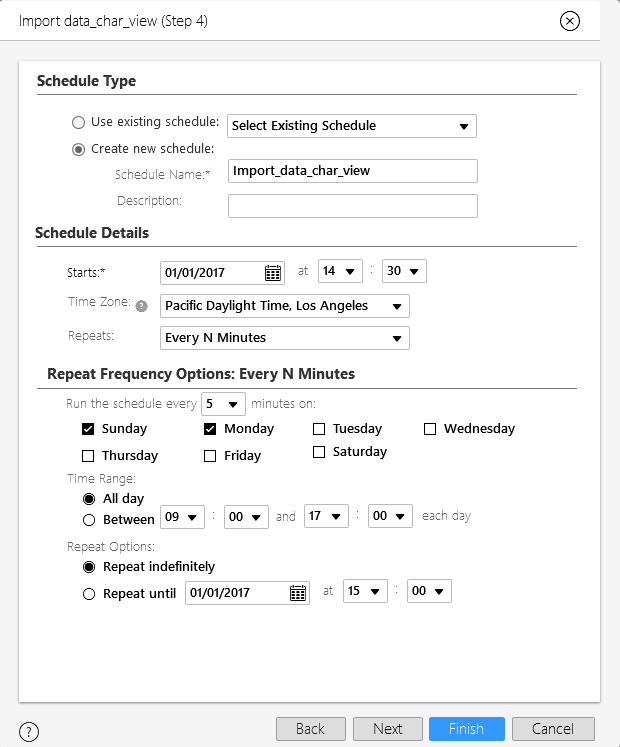 Import data_char_view (Step 4)
Schedule Type
Use existing schedule: Select Existing Schedule
Create new schedule:
Schedule Name:* Import_data_char_view
Description:
Schedule Details
Starts:* 01/01/2017 at 14 : 30
Time Zone: ? Pacific Daylight Time, Los Angeles
Repeats: Every N Minutes
Repeat Frequency Options: Every N Minutes
Run the schedule every 5 minutes on:
Sunday Monday Tuesday Wednesday
Thursday Friday Saturday
Time Range:
All day
Between 09 : 00 and 17 : 00 each day
Repeat Options:
Repeat indefinitely
Repeat until 01/01/2017 at 15 : 00
? Back Next Finish Cancel